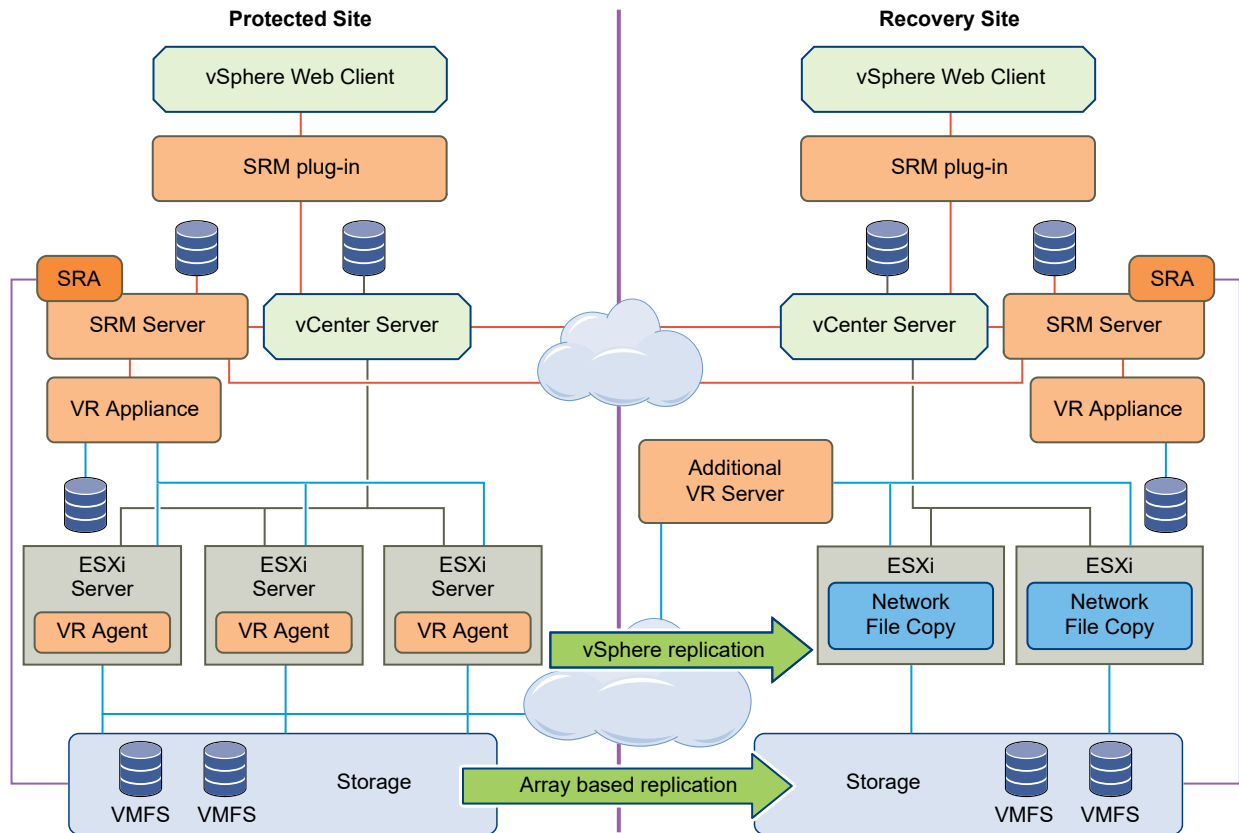 Protected Site
Recovery Site
vSphere Web Client
vSphere Web Client
SRM plug-in
SRM plug-in
SRA
SRA
SRM Server
vCenter Server
vCenter Server
SRM Server
VR Appliance
VR Appliance
Additional
VR Server
ESXi
Server
VR Agent
ESXi
Server
VR Agent
ESXi
Server
VR Agent
ESXi
Network
File Copy
ESXi
Network
File Copy
vSphere replication
VMFS
VMFS
Storage
Array based replication
Storage
VMFS
VMFS